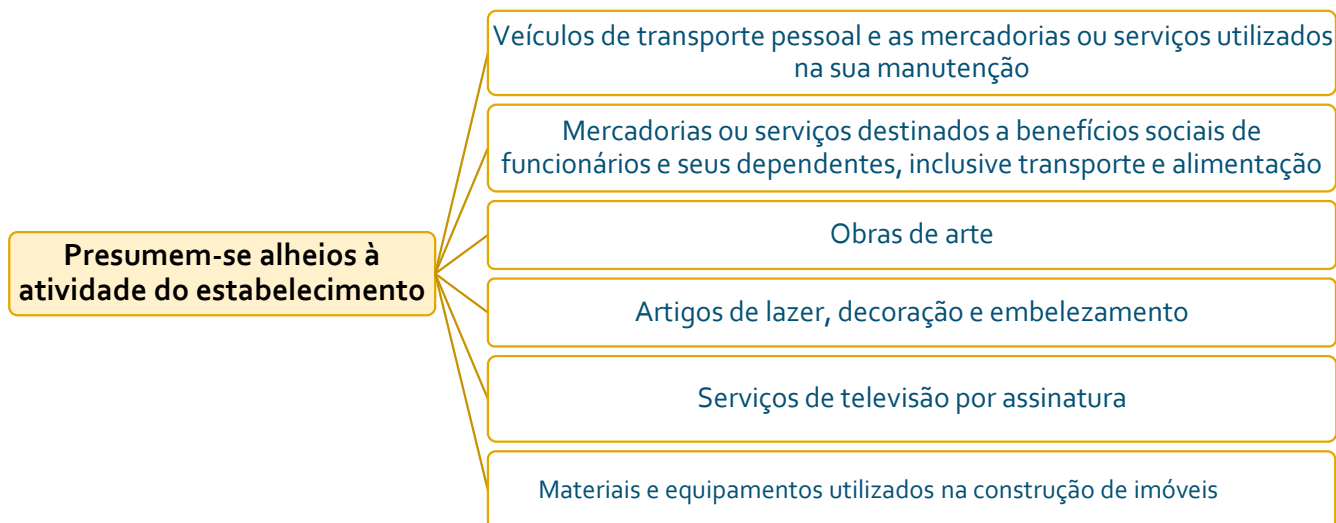 Veículos de transporte pessoal e as mercadorias ou serviços utilizados
na sua manutenção
Mercadorias ou serviços destinados a benefícios sociais de
funcionários e seus dependentes, inclusive transporte e alimentação
Obras de arte
Presumem-se alheios à
atividade do estabelecimento
Artigos de lazer, decoração e embelezamento
Serviços de televisão por assinatura
Materiais e equipamentos utilizados na construção de imóveis